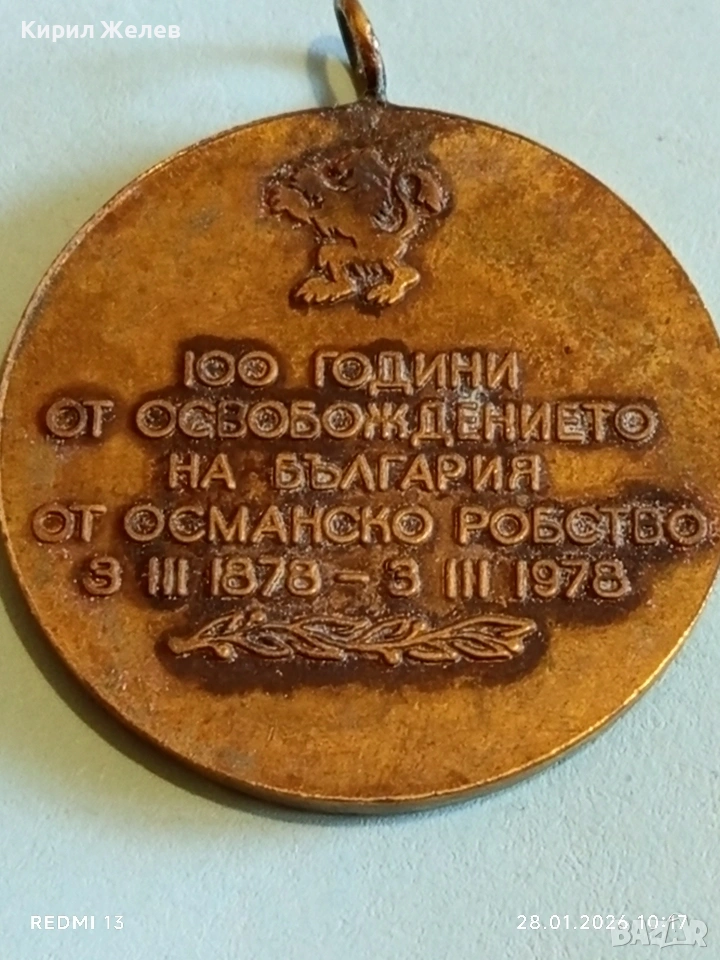 Кирил Желев
100 ГОДИНИ
ОТ ОСВОБОЖДЕНИЕТО
НА БЪЛГАРИЯ
ОТ ОСМАНСКО РОБСТВО
3 III 1878 – 3 III 1978
REDMI 13
28.01.2026 10:17
BAZAR